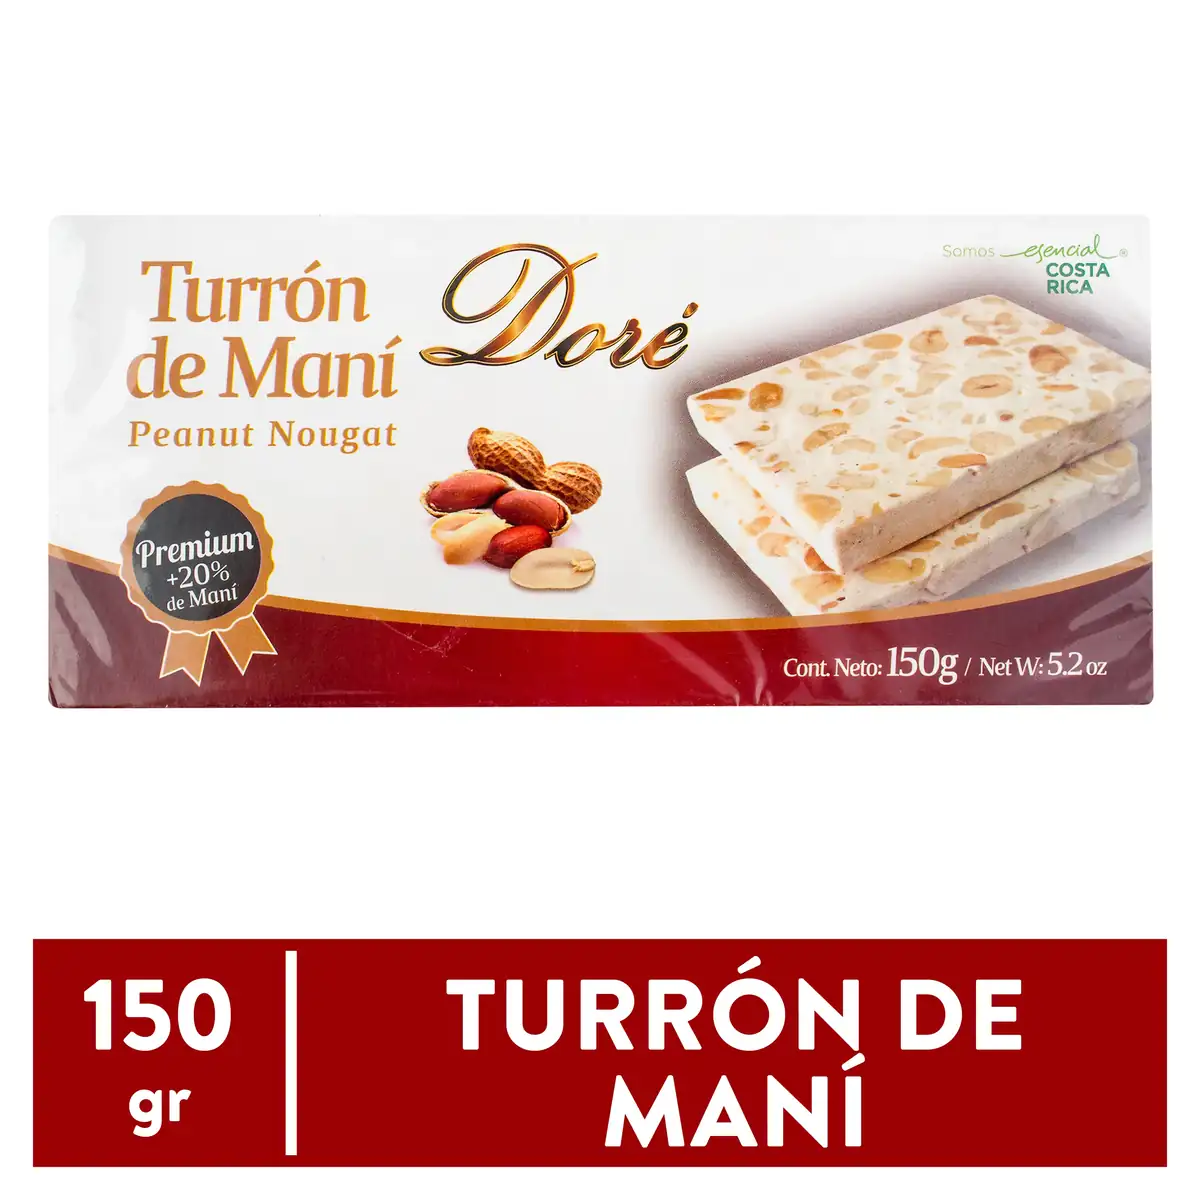 Turrón
de Maní
Peanut Nougat
Doré
Somos esencial ®
COSTA
RICA
Premium
+20%
de Maní
Cont. Neto: 150g / Net W: 5.2 oz
150
gr
TURRÓN DE
MANÍ